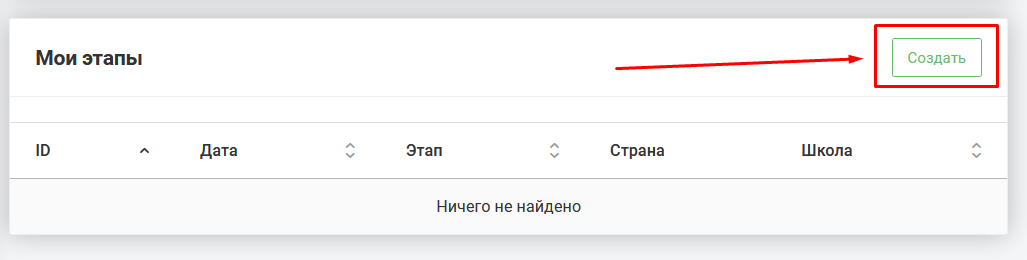 Мои этапы
Создать
ID Дата Этап Страна Школа
Ничего не найдено